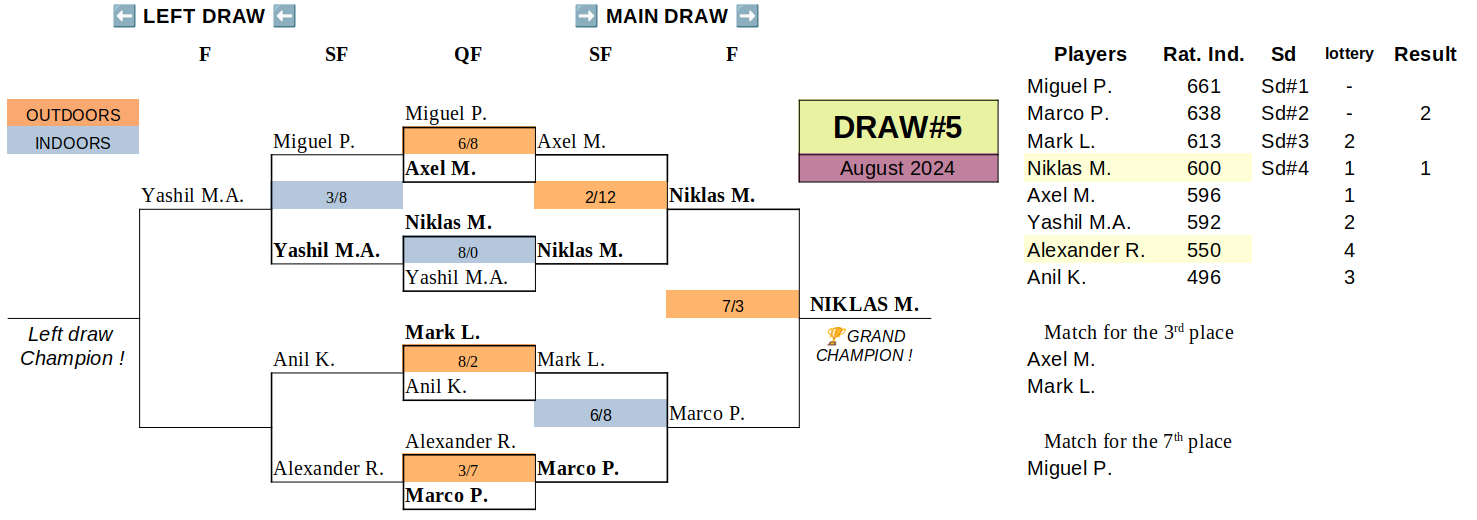 ⬅️ LEFT DRAW ⬅️ ➡️ MAIN DRAW ➡️
F SF QF SF F Players Rat. Ind. Sd lottery Result
Miguel P. 661 Sd#1 -
OUTDOORS Miguel P. DRAW#5 Marco P. 638 Sd#2 - 2
INDOORS Miguel P. 6/8 Axel M. Mark L. 613 Sd#3 2
Axel M. August 2024 Niklas M. 600 Sd#4 1 1
Yashil M.A. 3/8 2/12 Niklas M. Axel M. 596 1
Niklas M. Yashil M.A. 592 2
Yashil M.A. 8/0 Niklas M. Alexander R. 550 4
Yashil M.A. Anil K. 496 3
7/3 NIKLAS M.
Left draw Mark L. 🏆GRAND Match for the 3rd place
Champion ! Anil K. 8/2 Mark L. CHAMPION ! Axel M.
Anil K. Mark L.
6/8 Marco P.
Alexander R. Match for the 7th place
Alexander R. 3/7 Marco P. Miguel P.
Marco P.